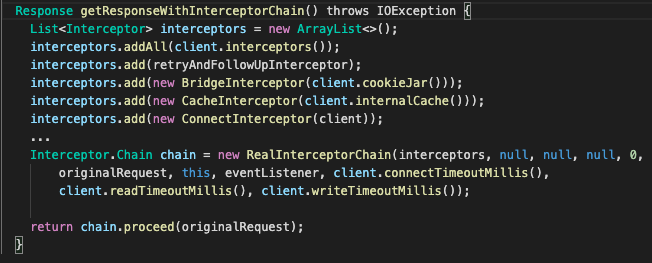 Response getResponseWithInterceptorChain() throws IOException {
List<Interceptor> interceptors = new ArrayList<>();
interceptors.addAll(client.interceptors());
interceptors.add(retryAndFollowUpInterceptor);
interceptors.add(new BridgeInterceptor(client.cookieJar()));
interceptors.add(new CacheInterceptor(client.internalCache()));
interceptors.add(new ConnectInterceptor(client));
...
Interceptor.Chain chain = new RealInterceptorChain(interceptors, null, null, null, 0,
originalRequest, this, eventListener, client.connectTimeoutMillis(),
client.readTimeoutMillis(), client.writeTimeoutMillis());
return chain.proceed(originalRequest);
}